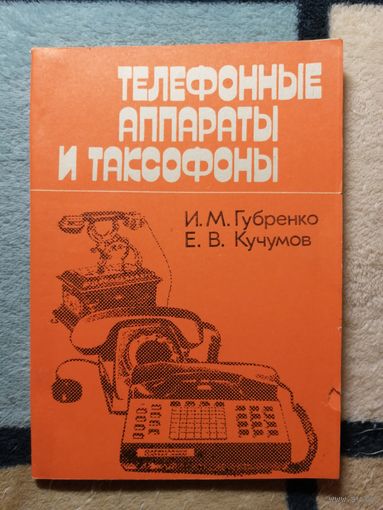 ТЕЛЕФОННЫЕ
АППАРАТЫ
И ТАКСОФОНЫ
И. М. Губренко
Е. В. Кучумов